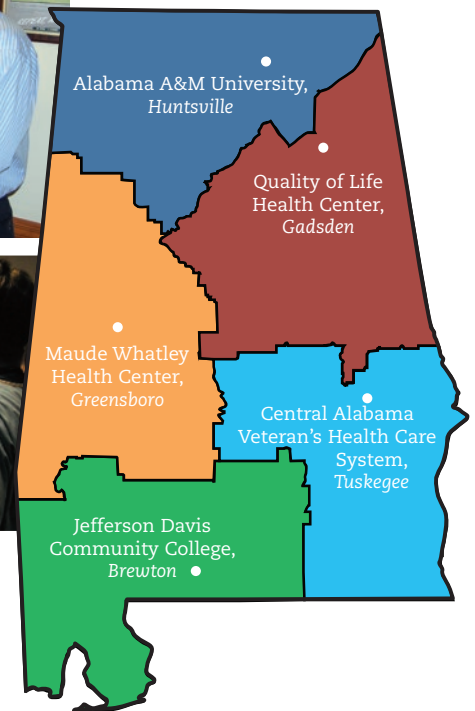 Alabama A&M University,
Huntsville
Quality of Life
Health Center,
Gadsden
Maude Whatley
Health Center,
Greensboro
Central Alabama
Veteran's Health Care
System,
Tuskegee
Jefferson Davis
Community College,
Brewton